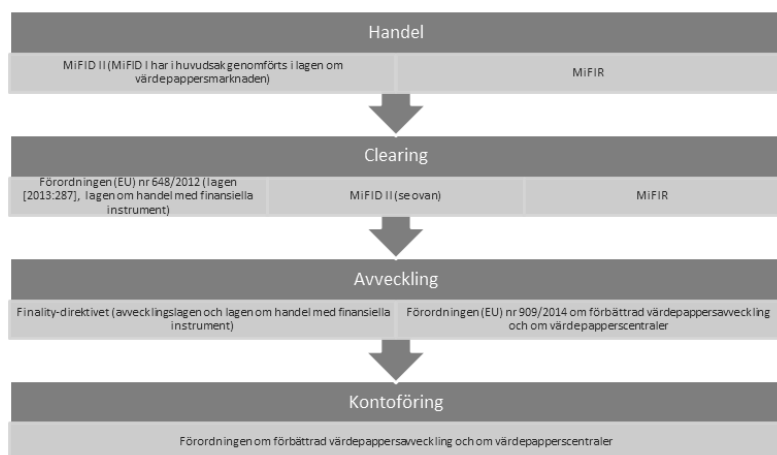 Handel
MiFID II (MiFID I har i huvudsak genomförts i lagen om
värdepappersmarknaden)
MiFIR
Clearing
Förordningen (EU) nr 648/2012 (lagen
[2013:287], lagen om handel med finansiella
instrument)
MiFID II (se ovan)
MiFIR
Avveckling
Finality-direktivet (avvecklingslagen och lagen om handel med finansiella
instrument)
Förordningen (EU) nr 909/2014 om förbättrad värdepappersavveckling
och om värdepapperscentraler
Kontoföring
Förordningen om förbättrad värdepappersavveckling och om värdepapperscentraler